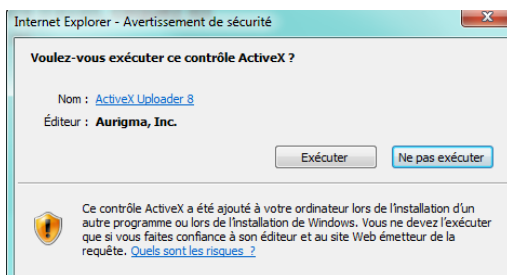 Internet Explorer - Avertissement de sécurité
Voulez-vous exécuter ce contrôle ActiveX ?
Nom : ActiveX Uploader 8
Éditeur : Aurigma, Inc.
Exécuter Ne pas exécuter
Ce contrôle ActiveX a été ajouté à votre ordinateur lors de l'installation d'un
autre programme ou lors de l'installation de Windows. Vous ne devez l'exécuter
que si vous faites confiance à son éditeur et au site Web émetteur de la
requête. Quels sont les risques ?